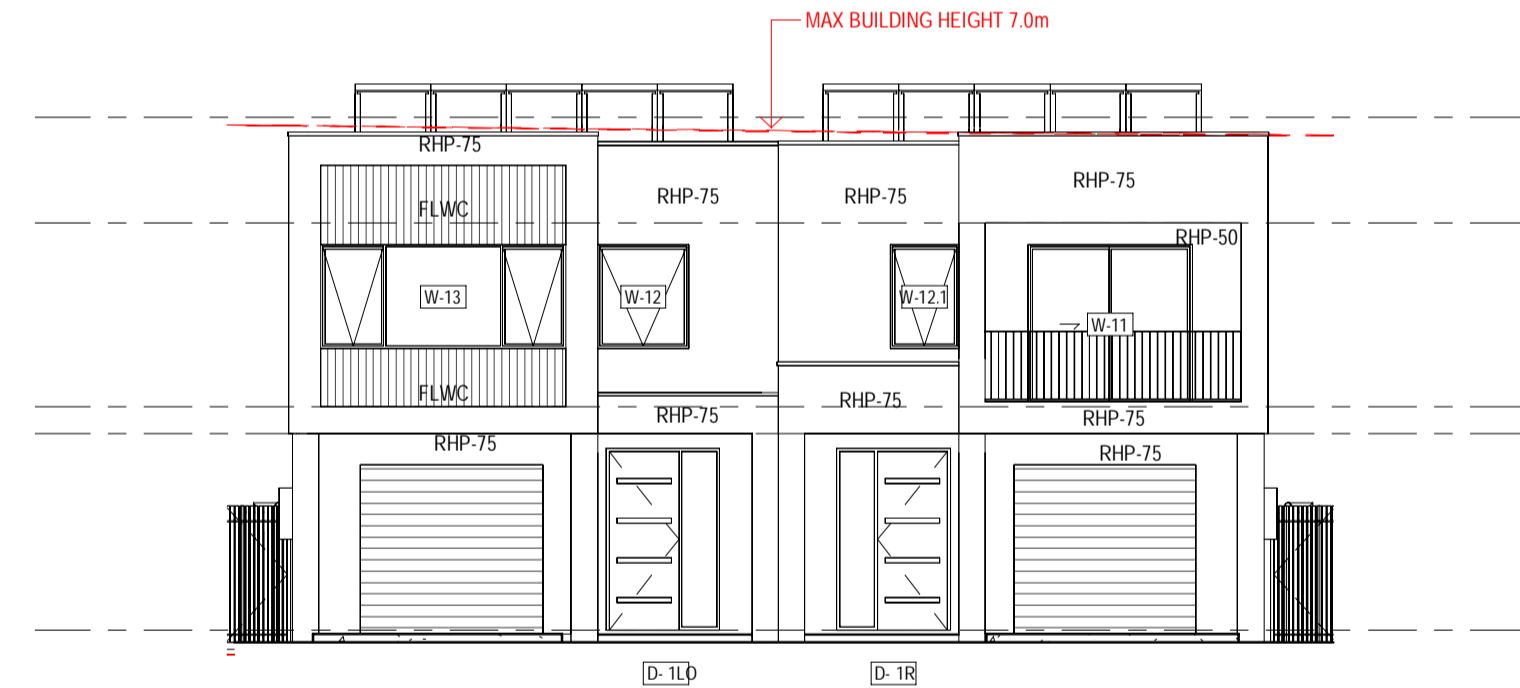 MAX BUILDING HEIGHT 7.0m
RHP-75
RHP-75
RHP-75
RHP-75
FLWC
RHP-50
W-13
W-12
W-12.1
W-11
FLWC
RHP-75
RHP-75
RHP-75
RHP-75
RHP-75
D- 1LO
D- 1R